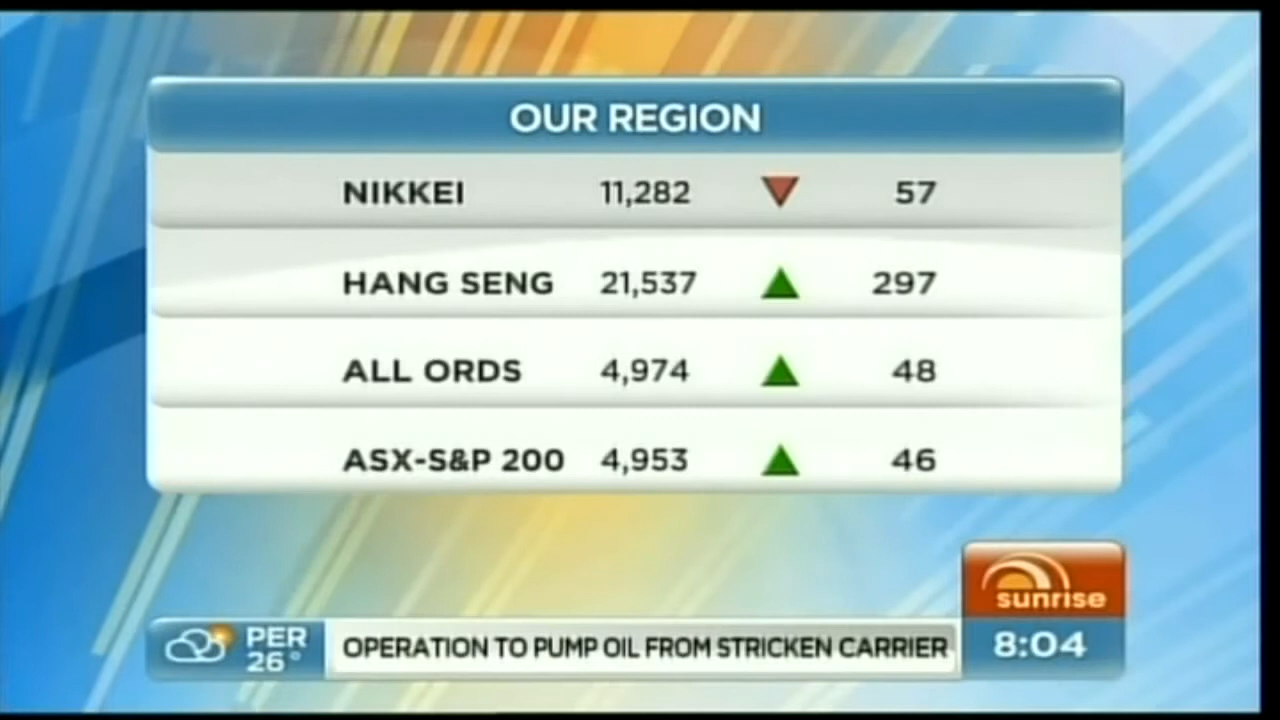 OUR REGION
NIKKEI 11,282 ▼ 57
HANG SENG 21,537 ▲ 297
ALL ORDS 4,974 ▲ 48
ASX-S&P 200 4,953 ▲ 46
sunrise
PER
26°
OPERATION TO PUMP OIL FROM STRICKEN CARRIER
8:04